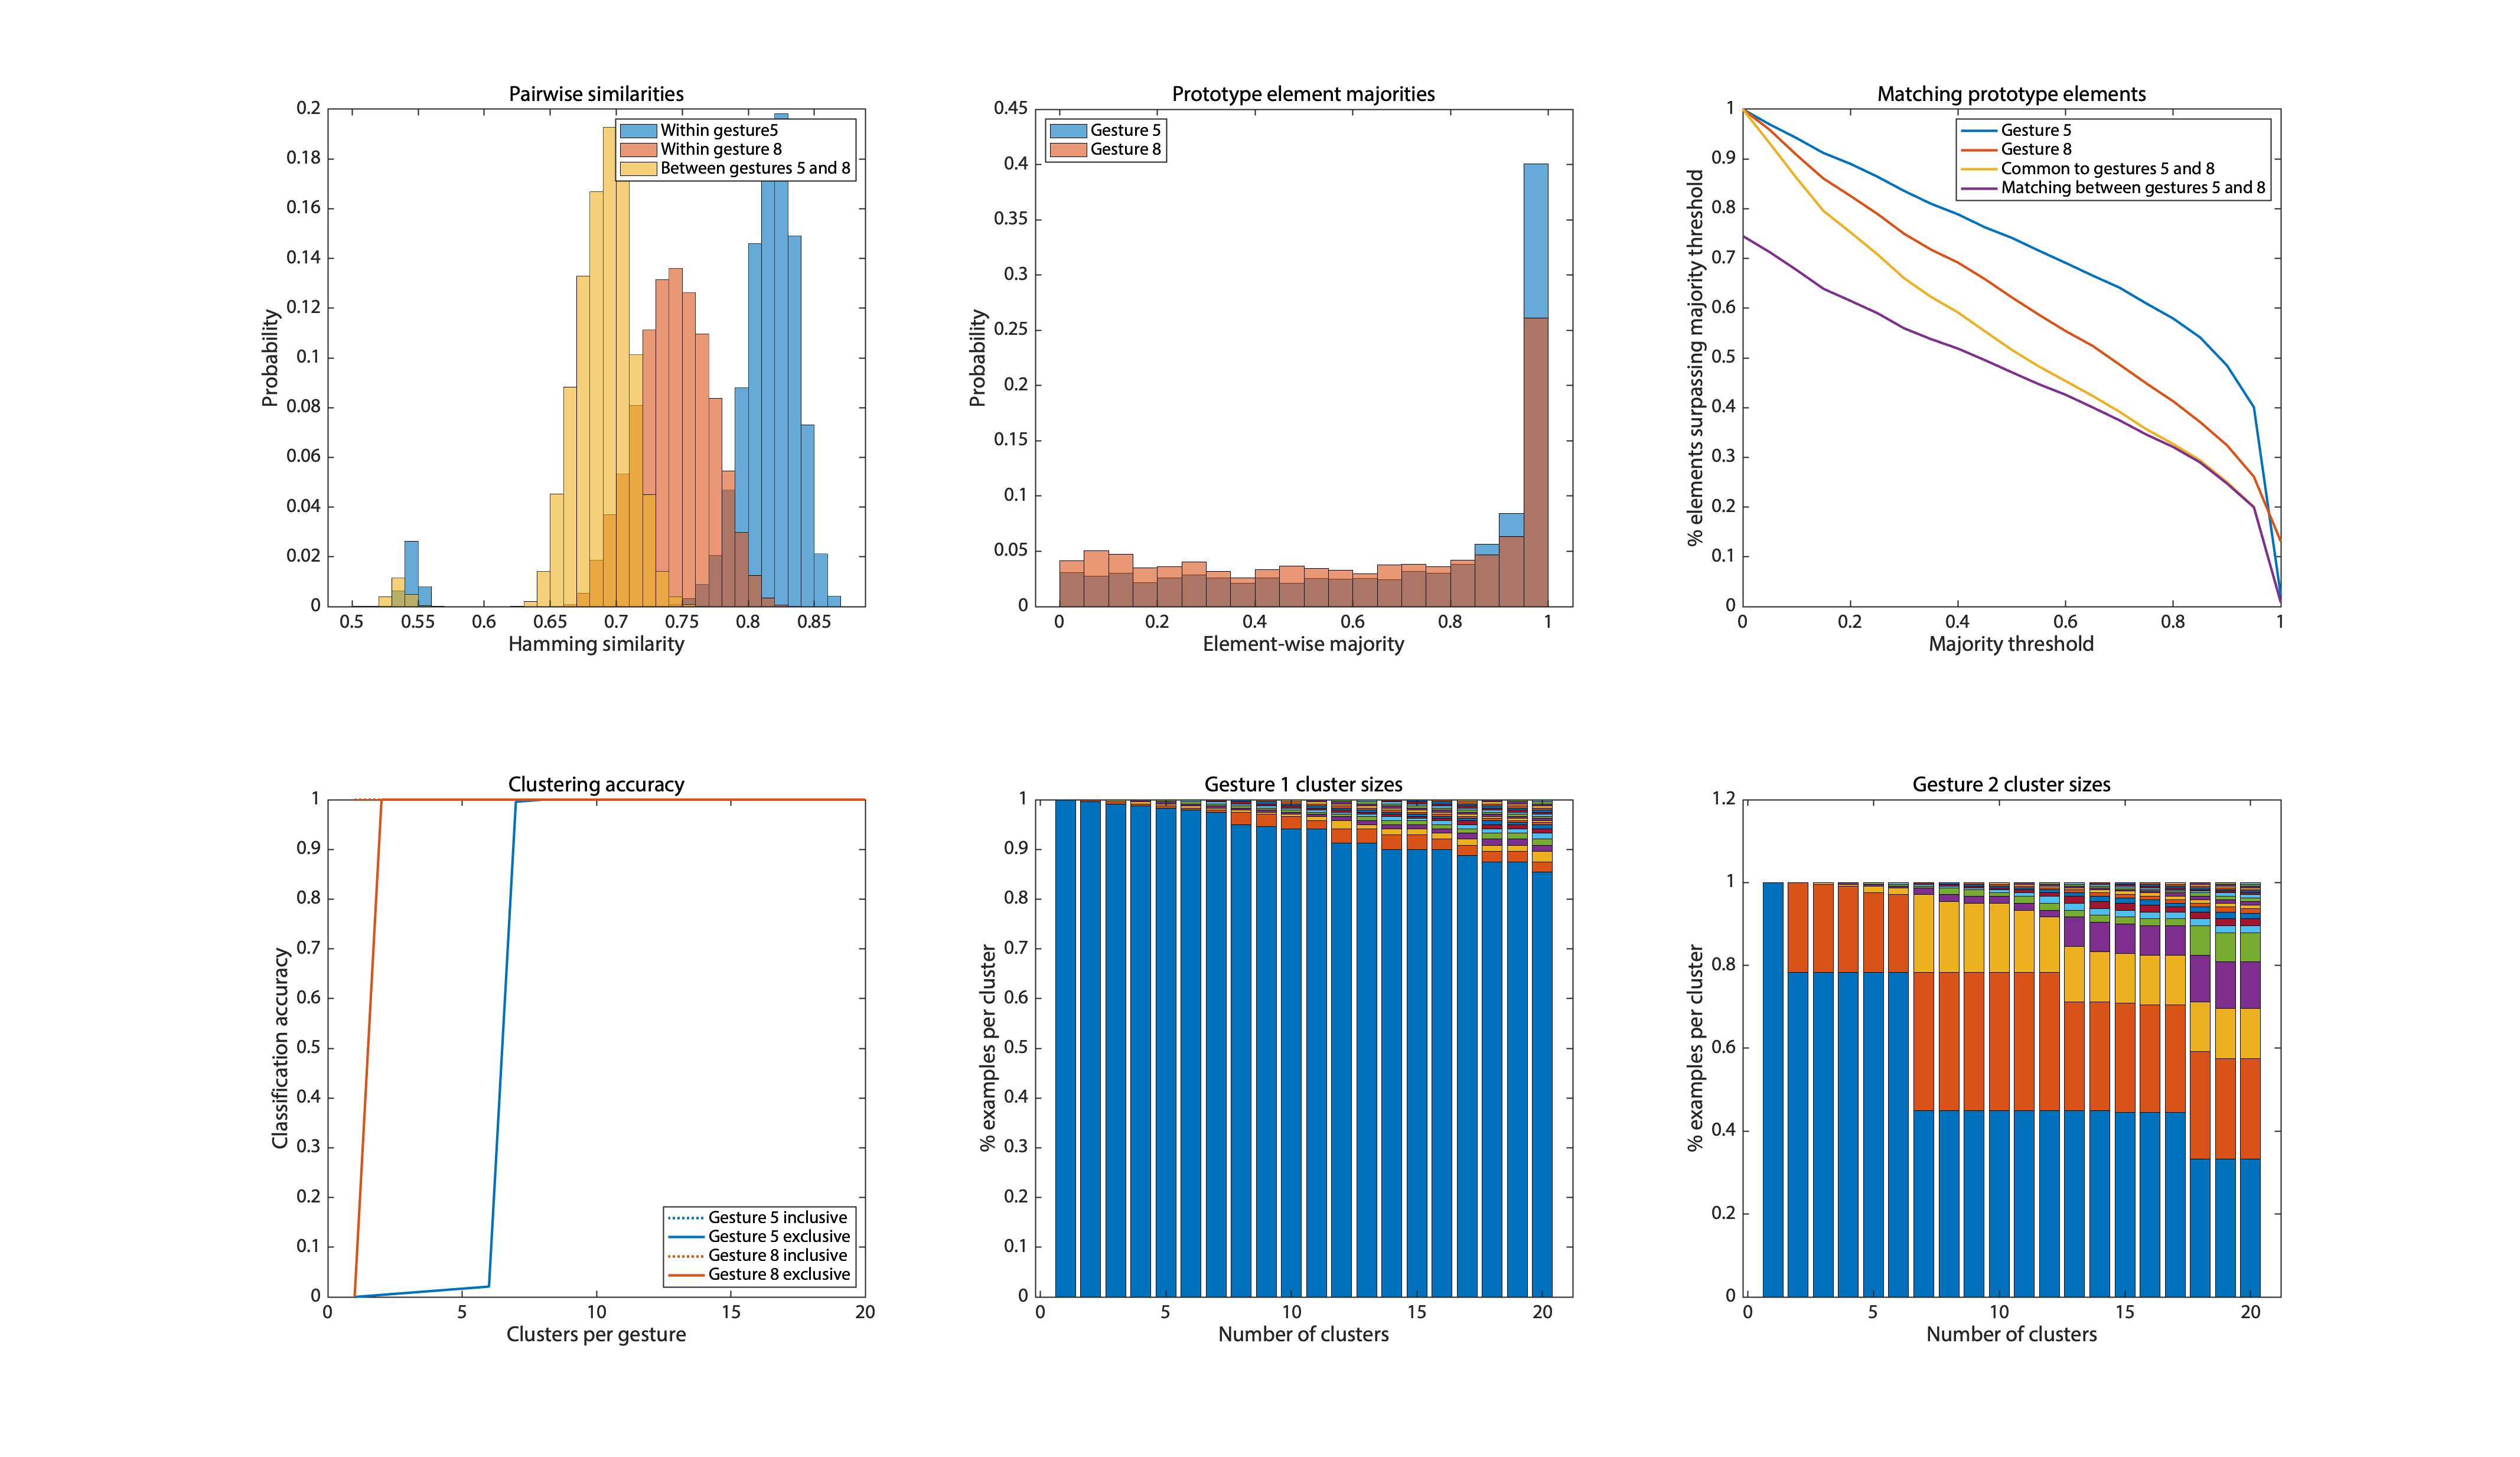 Pairwise similarities
0.2
0.18
0.16
0.14
0.12
0.1
0.08
0.06
0.04
0.02
0
Probability
Within gesture5
Within gesture 8
Between gestures 5 and 8
0.5 0.55 0.6 0.65 0.7 0.75 0.8 0.85
Hamming similarity
Prototype element majorities
0.45
0.4
0.35
0.3
0.25
0.2
0.15
0.1
0.05
0
Probability
Gesture 5
Gesture 8
0 0.2 0.4 0.6 0.8 1
Element-wise majority
Matching prototype elements
1
0.9
0.8
0.7
0.6
0.5
0.4
0.3
0.2
0.1
0
% elements surpassing majority threshold
Gesture 5
Gesture 8
Common to gestures 5 and 8
Matching between gestures 5 and 8
0 0.2 0.4 0.6 0.8 1
Majority threshold
Clustering accuracy
1
0.9
0.8
0.7
0.6
0.5
0.4
0.3
0.2
0.1
0
Classification accuracy
Gesture 5 inclusive
Gesture 5 exclusive
Gesture 8 inclusive
Gesture 8 exclusive
0 5 10 15 20
Clusters per gesture
Gesture 1 cluster sizes
1
0.9
0.8
0.7
0.6
0.5
0.4
0.3
0.2
0.1
0
% examples per cluster
0 5 10 15 20
Number of clusters
Gesture 2 cluster sizes
1.2
1
0.8
0.6
0.4
0.2
0
% examples per cluster
0 5 10 15 20
Number of clusters